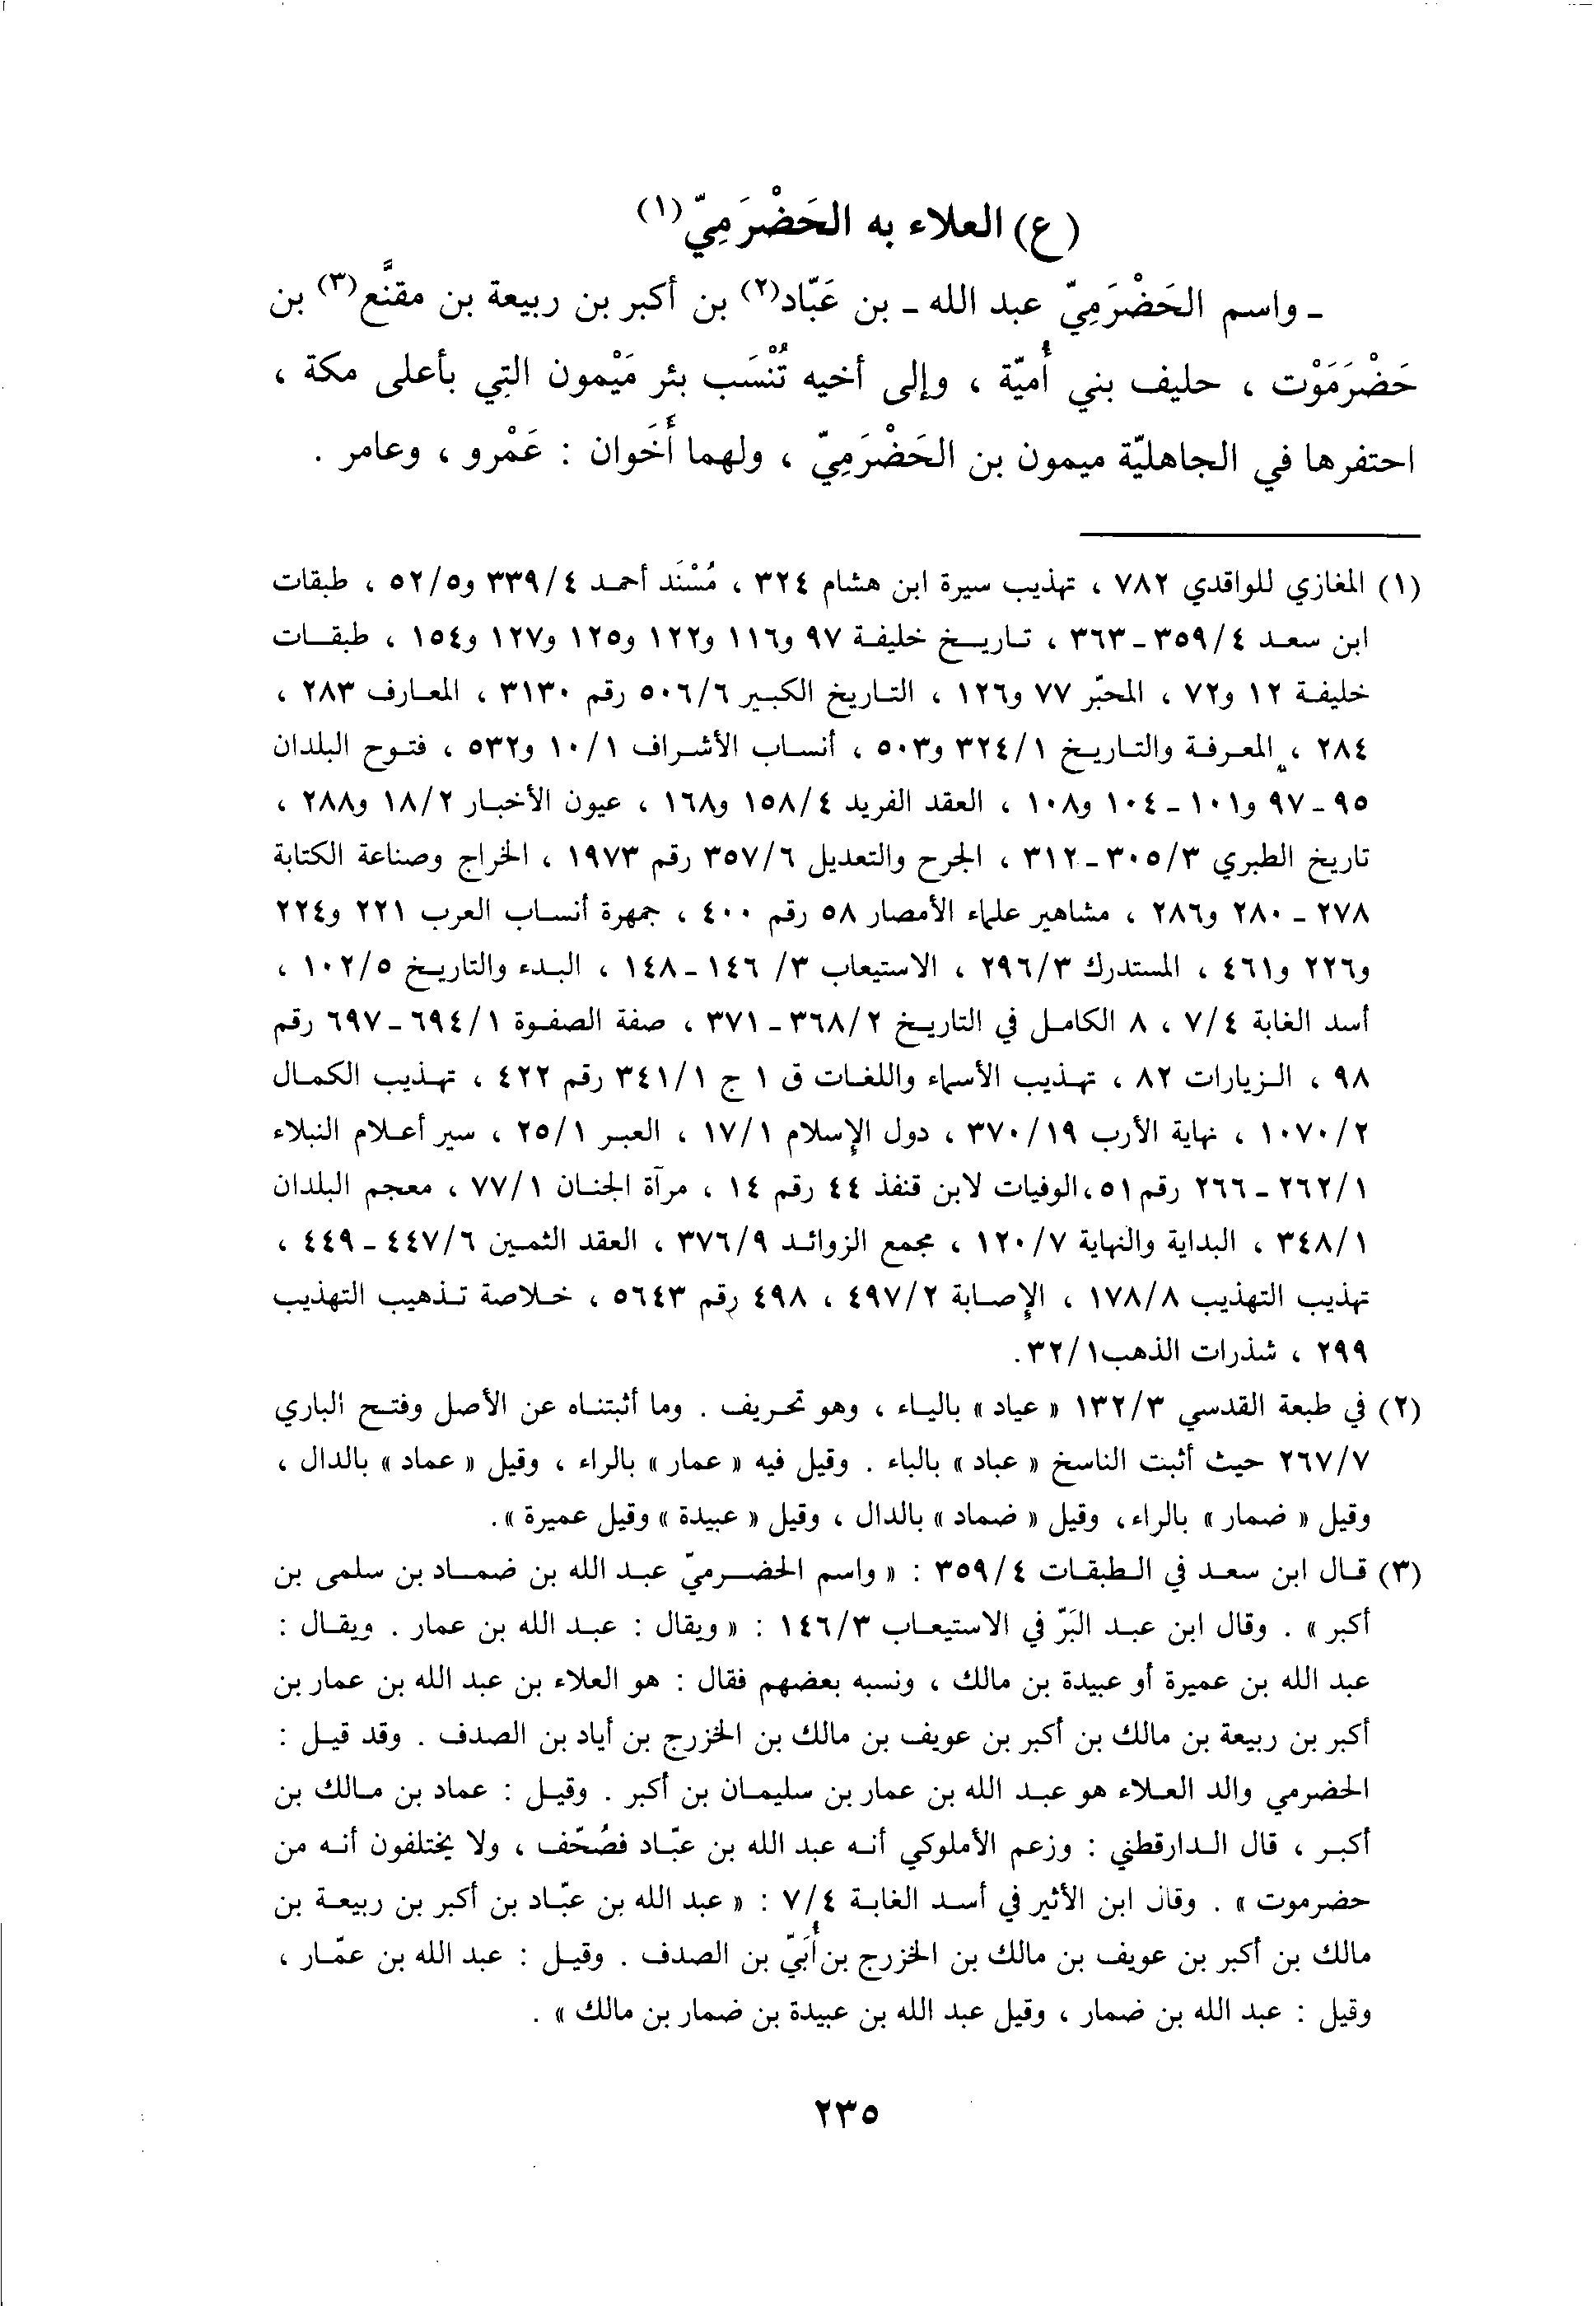 (ع) العلاء به الحَضْرَمِيّ(١)
ـ واسم الحَضْرَمِيّ عبد الله ـ بن عَبّاد(٢) بن أكبر بن ربيعة بن مقنَّع(٣) بن
حَضْرَمَوْت ، حليف بني أُميّة ، وإلى أخيه تُنْسَب بئر مَيْمون التي بأعلى مكة ،
احتفرها في الجاهليّة ميمون بن الحَضْرَمِيّ ، ولهما أَخَوان : عَمْرو ، وعامر .
(١) المغازي للواقدي ٧٨٢ ، تهذيب سيرة ابن هشام ٣٢٤ ، مُسْنَد أحمد ٣٣٩/٤ و٥٢/٥ ، طبقات
ابن سعد ٣٥٩/٤ ـ ٣٦٣ ، تاريخ خليفة ٩٧ و١١٦ و١٢٢ و١٢٥ و١٢٧ و١٥٤ ، طبقات
خليفة ١٢ و٧٢ ، المحبّر ٧٧ و١٢٦ ، التاريخ الكبير ٥٠٦/٦ رقم ٣١٣٠ ، المعارف ٢٨٣ ،
٢٨٤ ، المعرفة والتاريخ ٣٢٤/١ و٥٠٣ ، أنساب الأشراف ١٠/١ و٥٣٢ ، فتوح البلدان
٩٥ ـ ٩٧ و١٠١ ـ ١٠٤ و١٠٨ ، العقد الفريد ١٥٨/٤ و١٦٨ ، عيون الأخبار ١٨/٢ و٢٨٨ ،
تاريخ الطبري ٣٠٥/٣ ـ ٣١٢ ، الجرح والتعديل ٣٥٧/٦ رقم ١٩٧٣ ، الخراج وصناعة الكتابة
٢٧٨ ـ ٢٨٠ و٢٨٦ ، مشاهير علماء الأمصار ٥٨ رقم ٤٠٠ ، جمهرة أنساب العرب ٢٢١ و٢٢٤
و٢٢٦ و٤٦١ ، المستدرك ٢٩٦/٣ ، الاستيعاب ٣/ ١٤٦ ـ ١٤٨ ، البدء والتاريخ ١٠٢/٥ ،
أسد الغابة ٧/٤ ، ٨ الكامل في التاريخ ٣٦٨/٢ ـ ٣٧١ ، صفة الصفوة ٦٩٤/١ ـ ٦٩٧ رقم
٩٨ ، الزيارات ٨٢ ، تهذيب الأسماء واللغات ق ١ ج ٣٤١/١ رقم ٤٢٢ ، تهذيب الكمال
١٠٧٠/٢ ، نهاية الأرب ٣٧٠/١٩ ، دول الإسلام ١٧/١ ، العبر ٢٥/١ ، سير أعلام النبلاء
٢٦٢/١ ـ ٢٦٦ رقم ٥١ ، الوفيات لابن قنفذ ٤٤ رقم ١٤ ، مرآة الجنان ٧٧/١ ، معجم البلدان
٣٤٨/١ ، البداية والنهاية ١٢٠/٧ ، مجمع الزوائد ٣٧٦/٩ ، العقد الثمين ٤٤٧/٦ ـ ٤٤٩ ،
تهذيب التهذيب ١٧٨/٨ ، الإصابة ٤٩٧/٢ ، ٤٩٨ رقم ٥٦٤٣ ، خلاصة تذهيب التهذيب
٢٩٩ ، شذرات الذهب ٣٢/١.
(٢) في طبعة القدسي ١٣٢/٣ « عياد » بالياء ، وهو تحريف . وما أثبتناه عن الأصل وفتح الباري
٢٦٧/٧ حيث أثبت الناسخ « عباد » بالباء . وقيل فيه « عمار » بالراء ، وقيل « عماد » بالدال ،
وقيل « ضمار » بالراء ، وقيل « ضماد » بالدال ، وقيل « عبيدة » وقيل عميرة ».
(٣) قال ابن سعد في الطبقات ٣٥٩/٤ : « واسم الحضرميّ عبد الله بن ضماد بن سلمى بن
أكبر » . وقال ابن عبد البَرّ في الاستيعاب ١٤٦/٣ : « ويقال : عبد الله بن عمار . ويقال :
عبد الله بن عميرة أو عبيدة بن مالك ، ونسبه بعضهم فقال : هو العلاء بن عبد الله بن عمار بن
أكبر بن ربيعة بن مالك بن أكبر بن عويف بن مالك بن الخزرج بن أياد بن الصدف . وقد قيل :
الحضرمي والد العلاء هو عبد الله بن عمار بن سليمان بن أكبر . وقيل : عماد بن مالك بن
أكبر ، قال الدارقطني : وزعم الأملوكي أنه عبد الله بن عبّاد فصُحّف ، ولا يختلفون أنه من
حضرموت » . وقال ابن الأثير في أسد الغابة ٧/٤ : « عبد الله بن عبّاد بن أكبر بن ربيعة بن
مالك بن أكبر بن عويف بن مالك بن الخزرج بن أُبَيّ بن الصدف . وقيل : عبد الله بن عمّار ،
وقيل : عبد الله بن ضمار ، وقيل عبد الله بن عبيدة بن ضمار بن مالك » .
٢٣٥